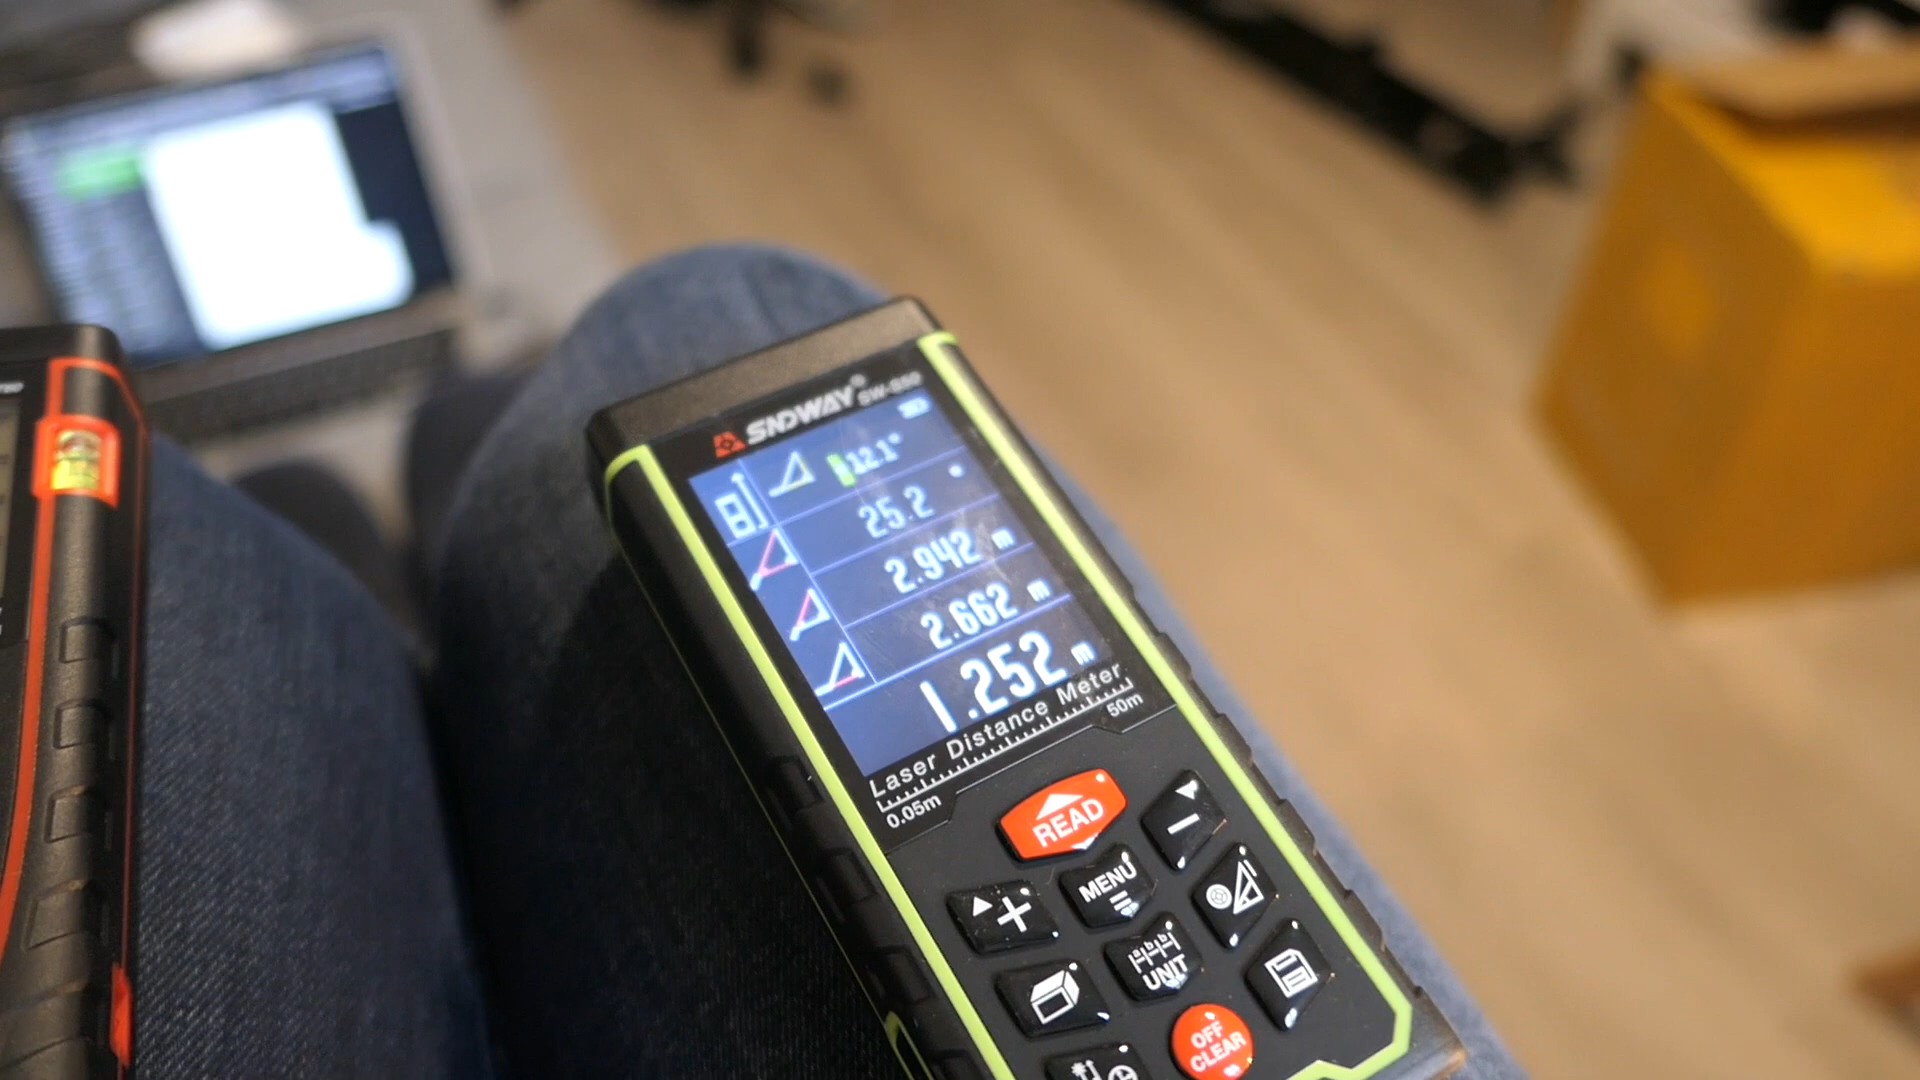 SNDWAY®
12.1°
25.2 °
2.942 m
2.662 m
1.252 m
Laser Distance Meter
0.05m 50m
READ
MENU
UNIT
OFF
CLEAR